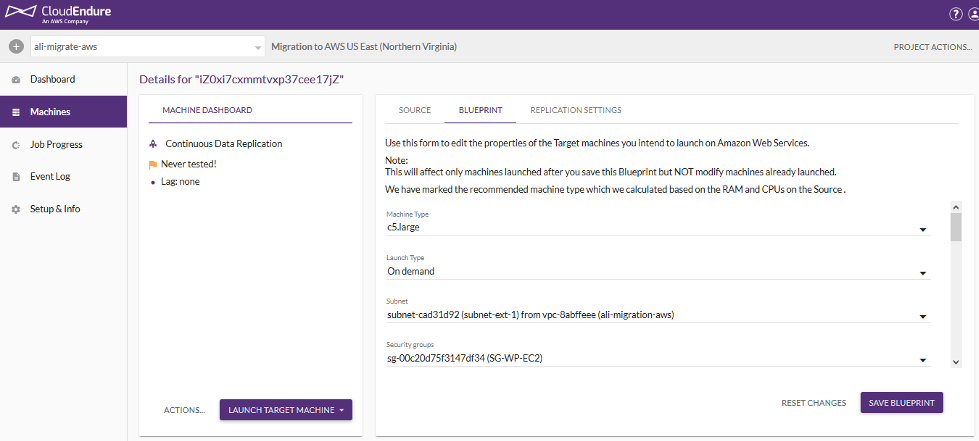 CloudEndure
An AWS Company
?
ali-migrate-aws
Migration to AWS US East (Northern Virginia)
PROJECT ACTIONS...
Dashboard
Machines
Job Progress
Event Log
Setup & Info
Details for "iZ0xi7cxmmtvxp37cee17jZ"
MACHINE DASHBOARD
Continuous Data Replication
Never tested!
Lag: none
ACTIONS...
LAUNCH TARGET MACHINE
SOURCE
BLUEPRINT
REPLICATION SETTINGS
Use this form to edit the properties of the Target machines you intend to launch on Amazon Web Services.
Note:
This will affect only machines launched after you save this Blueprint but NOT modify machines already launched.
We have marked the recommended machine type which we calculated based on the RAM and CPUs on the Source .
Machine Type
c5.large
Launch Type
On demand
Subnet
subnet-cad31d92 (subnet-ext-1) from vpc-8abffeee (ali-migration-aws)
Security groups
sg-00c20d75f3147df34 (SG-WP-EC2)
RESET CHANGES
SAVE BLUEPRINT